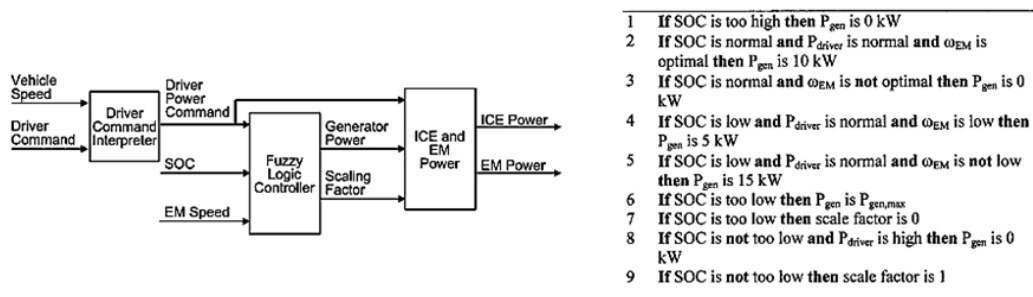 Vehicle
Speed
Driver
Command
Driver
Command
Interpreter
Driver
Power
Command
SOC
EM Speed
Fuzzy
Logic
Controller
Generator
Power
Scaling
Factor
ICE and
EM
Power
ICE Power
EM Power
1 If SOC is too high then Pgen is 0 kW
2 If SOC is normal and Pdriver is normal and ωEM is
optimal then Pgen is 10 kW
3 If SOC is normal and ωEM is not optimal then Pgen is 0
kW
4 If SOC is low and Pdriver is normal and ωEM is low then
Pgen is 5 kW
5 If SOC is low and Pdriver is normal and ωEM is not low
then Pgen is 15 kW
6 If SOC is too low then Pgen is Pgen,max
7 If SOC is too low then scale factor is 0
8 If SOC is not too low and Pdriver is high then Pgen is 0
kW
9 If SOC is not too low then scale factor is 1